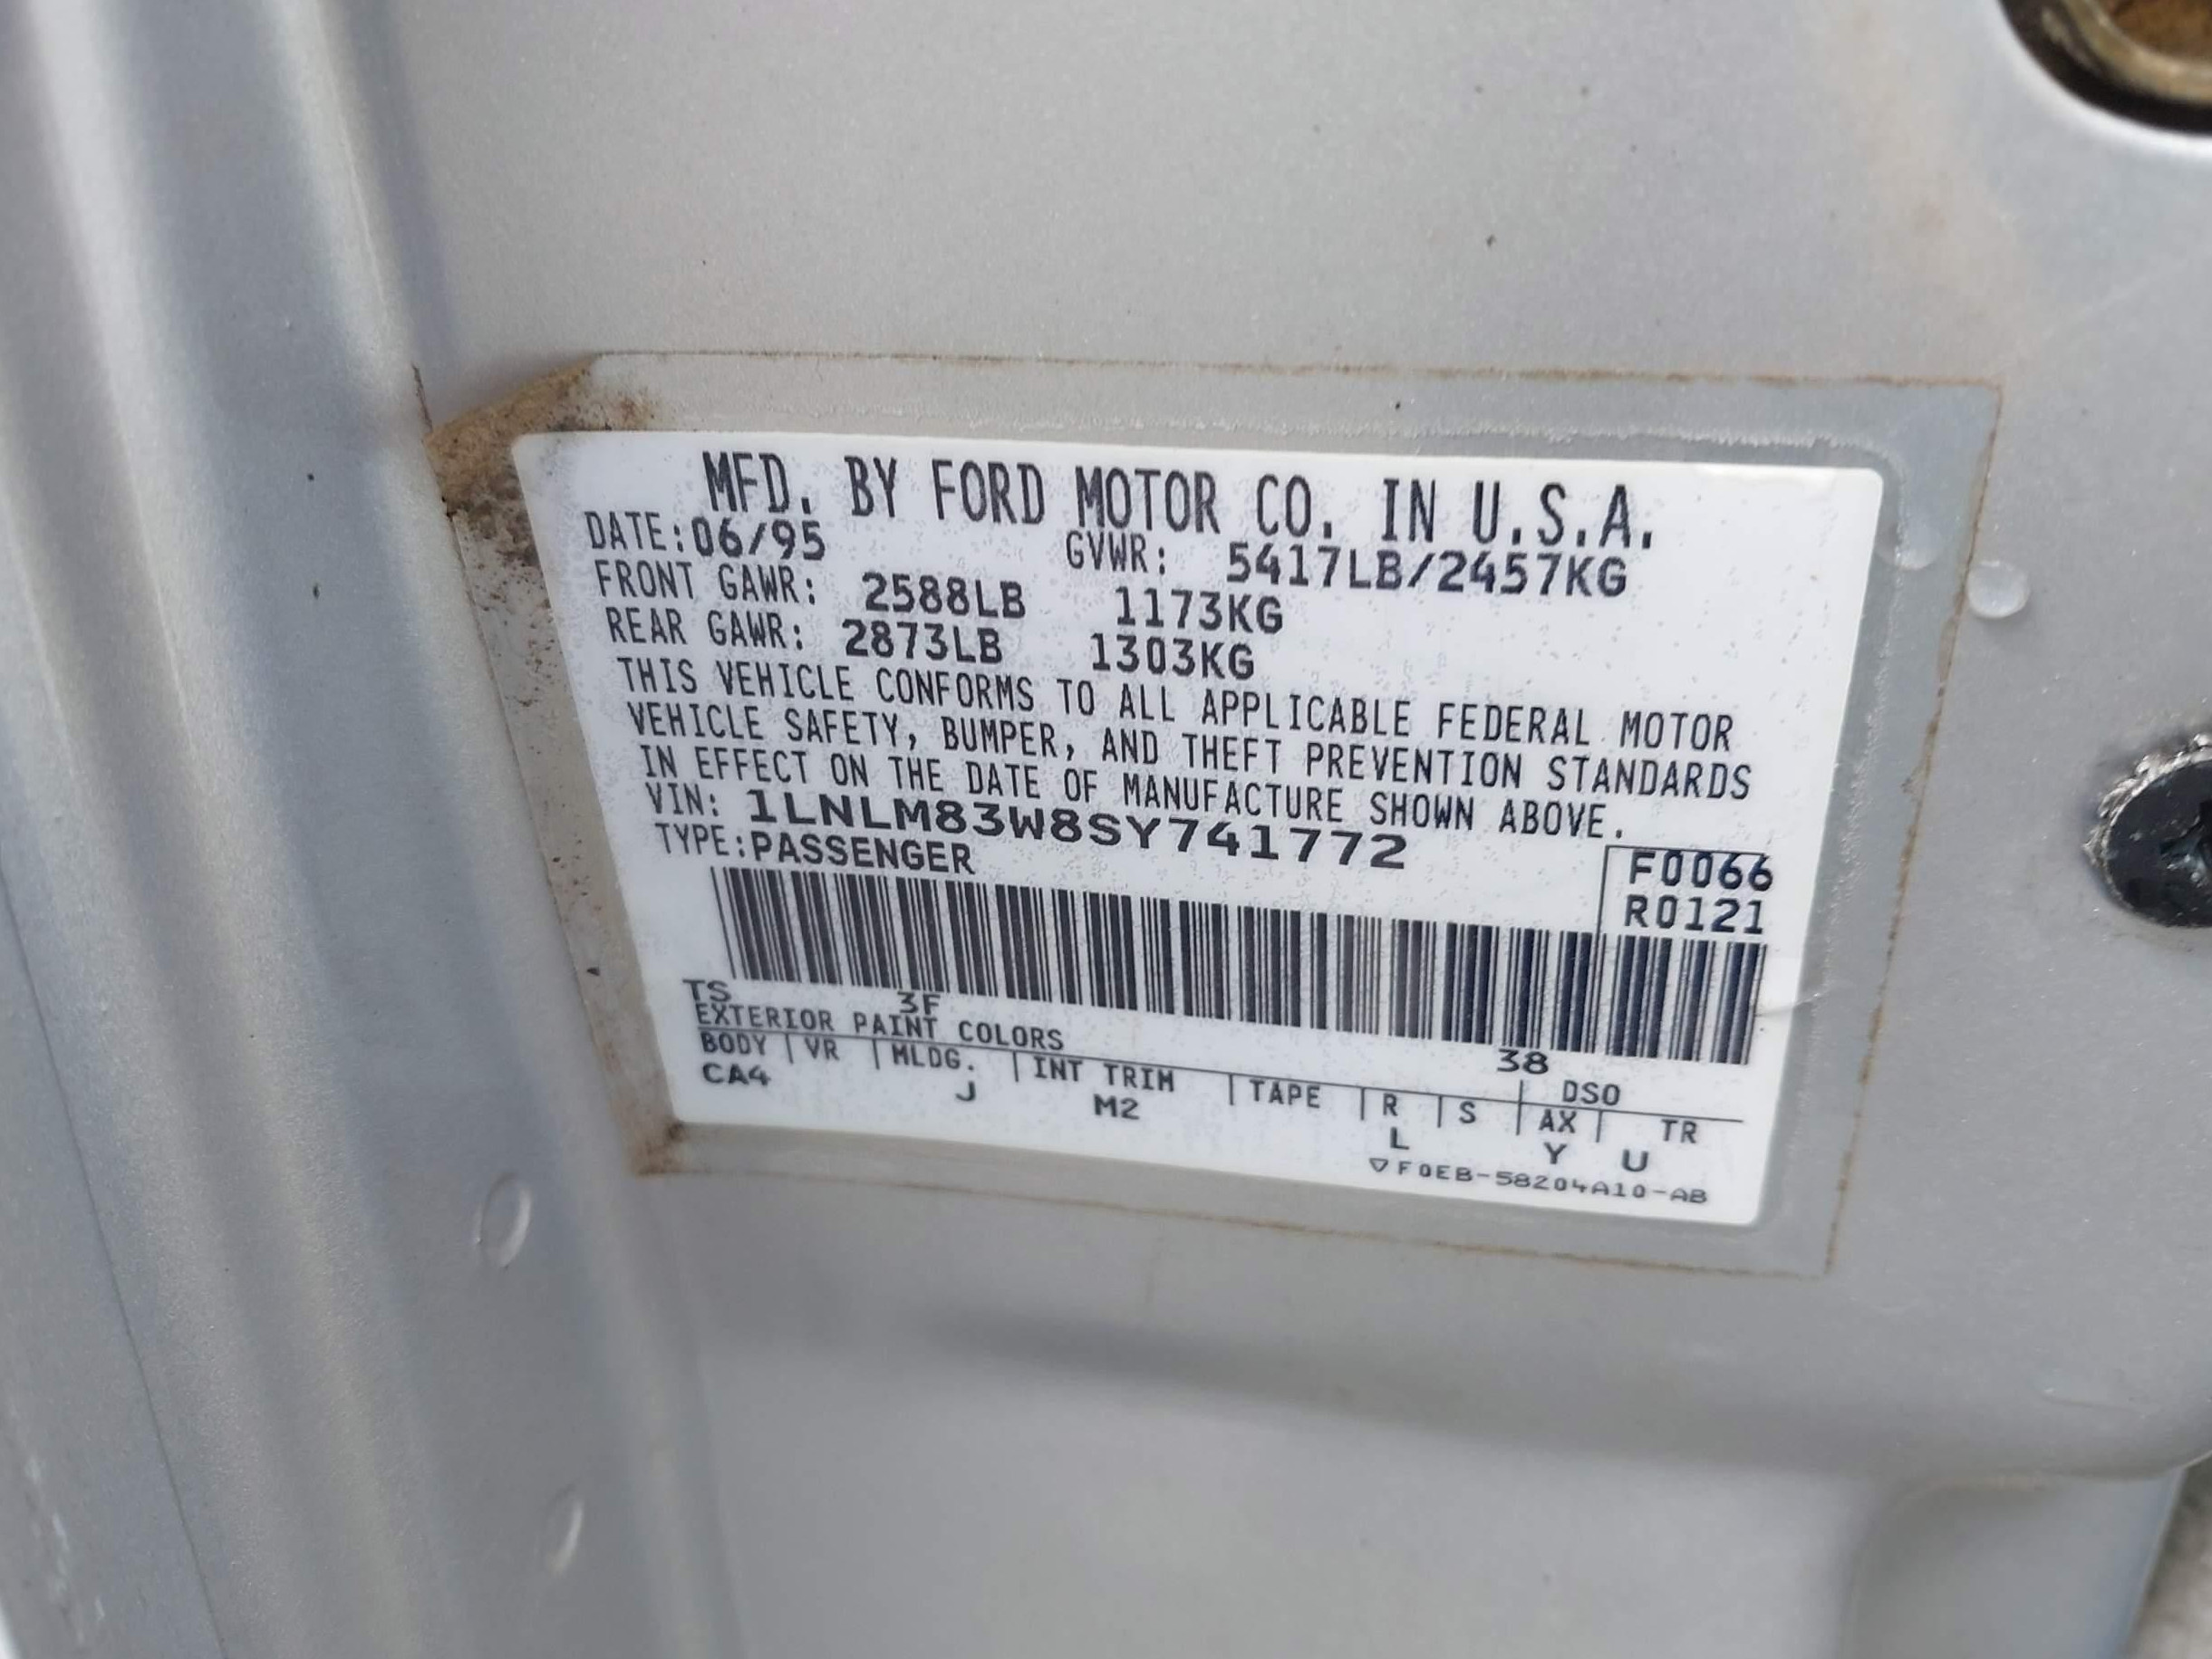 MFD. BY FORD MOTOR CO. IN U.S.A.
DATE:06/95 GVWR: 5417LB/2457KG
FRONT GAWR: 2588LB 1173KG
REAR GAWR: 2873LB 1303KG
THIS VEHICLE CONFORMS TO ALL APPLICABLE FEDERAL MOTOR
VEHICLE SAFETY, BUMPER, AND THEFT PREVENTION STANDARDS
IN EFFECT ON THE DATE OF MANUFACTURE SHOWN ABOVE.
VIN: 1LNLM83W8SY741772
TYPE:PASSENGER
F0066
R0121
TS 3F 38
EXTERIOR PAINT COLORS DSO
BODY | VR | MLDG. | INT TRIM | TAPE | R | S | AX | TR
CA4 J M2 L Y U
▽F0EB-58204A10-AB